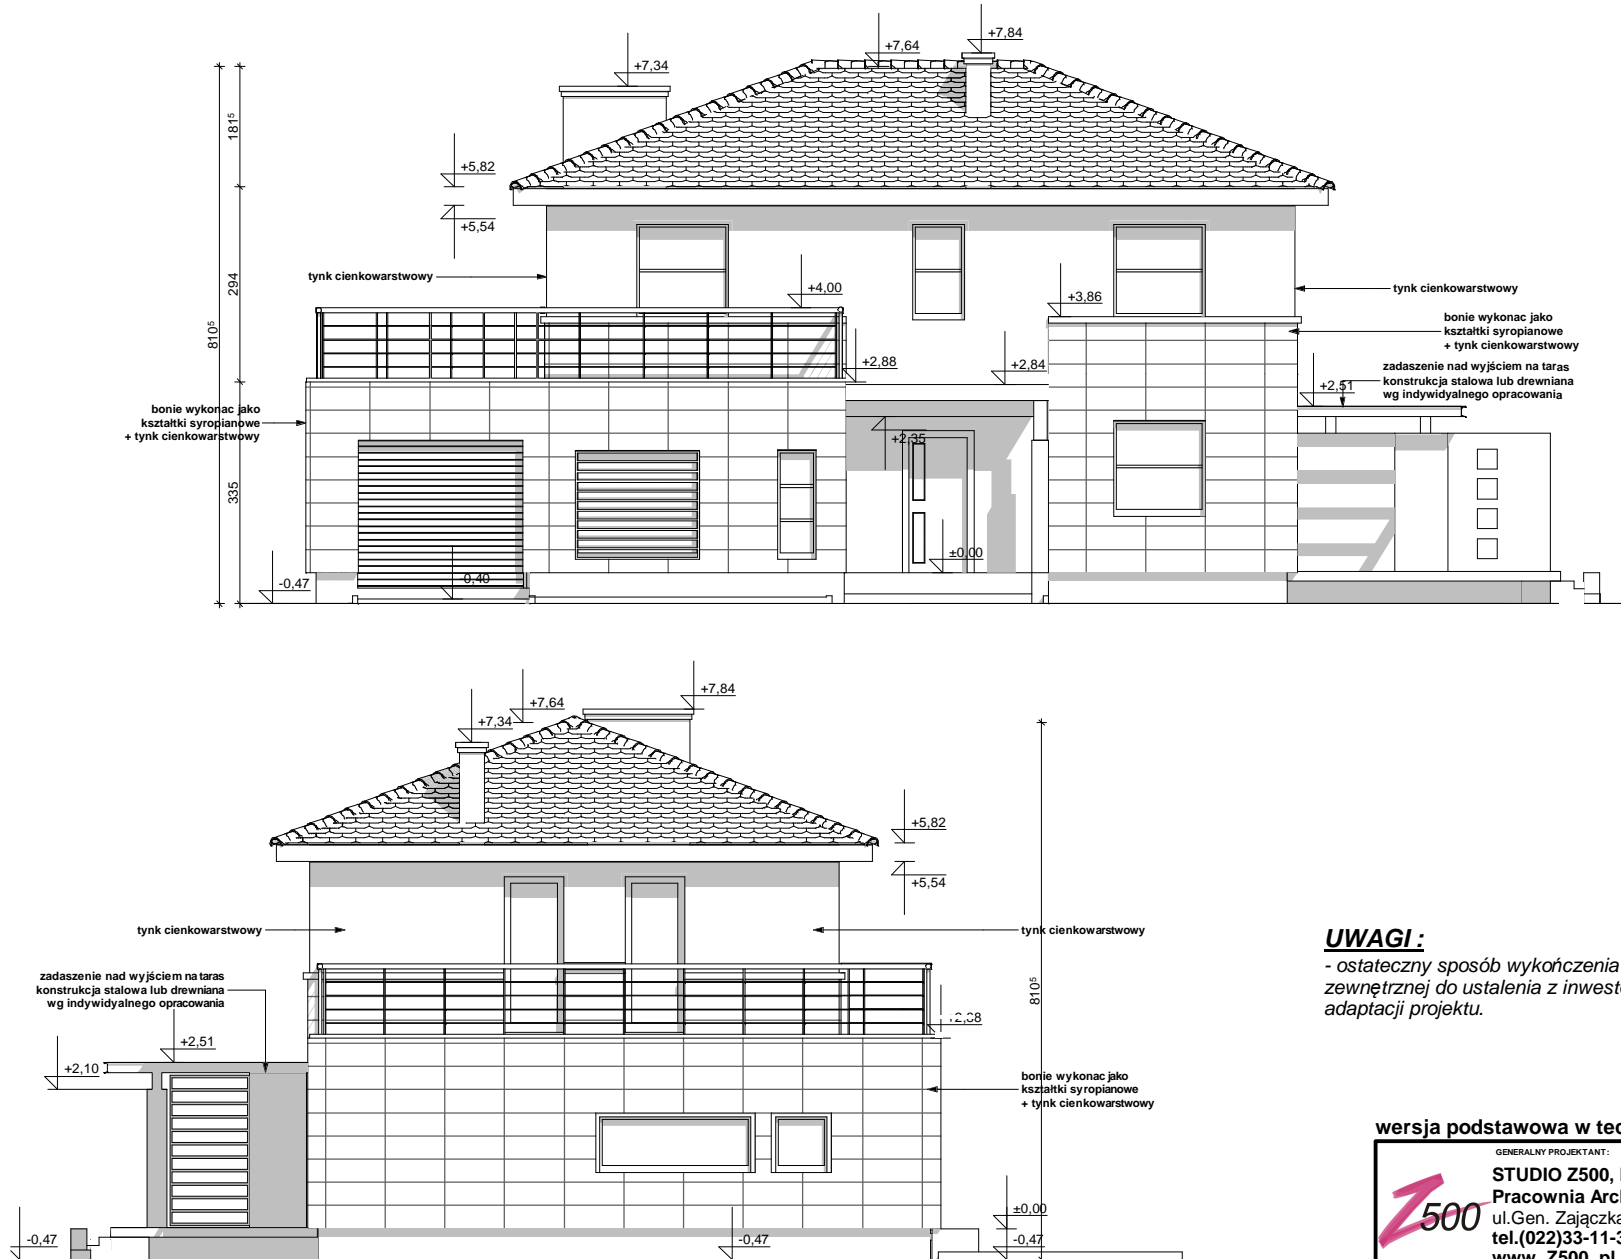 +7,84
+7,64
+7,34
181⁵
+5,82
+5,54
tynk cienkowarstwowy
294
+4,00
+3,86
tynk cienkowarstwowy
bonie wykonac jako
kształtki syropianowe
+ tynk cienkowarstwowy
810⁵
+2,88
+2,84
zadaszenie nad wyjściem na taras
konstrukcja stalowa lub drewniana
wg indywidyalnego opracowania
+2,51
bonie wykonac jako
kształtki syropianowe
+ tynk cienkowarstwowy
+2,35
335
±0,00
-0,47
-0,40
+7,84
+7,64
+7,34
+5,82
+5,54
tynk cienkowarstwowy
tynk cienkowarstwowy
zadaszenie nad wyjściem na taras
konstrukcja stalowa lub drewniana
wg indywidyalnego opracowania
810⁵
+2,51
+2,10
bonie wykonac jako
kształtki syropianowe
+ tynk cienkowarstwowy
±0,00
-0,47
-0,47
-0,47
UWAGI :
- ostateczny sposób wykończenia
zewnętrznej do ustalenia z inwest
adaptacji projektu.
wersja podstawowa w tec
GENERALNY PROJEKTANT:
STUDIO Z500,
Pracownia Arc
Z500
ul.Gen. Zajączka
tel.(022)33-11-3
www. Z500. pl